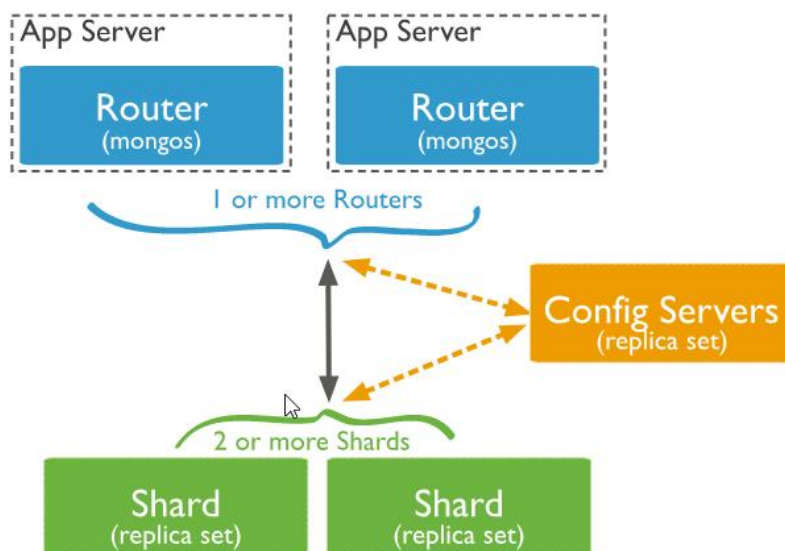 App Server
Router
(mongos)
App Server
Router
(mongos)
1 or more Routers
Config Servers
(replica set)
2 or more Shards
Shard
(replica set)
Shard
(replica set)